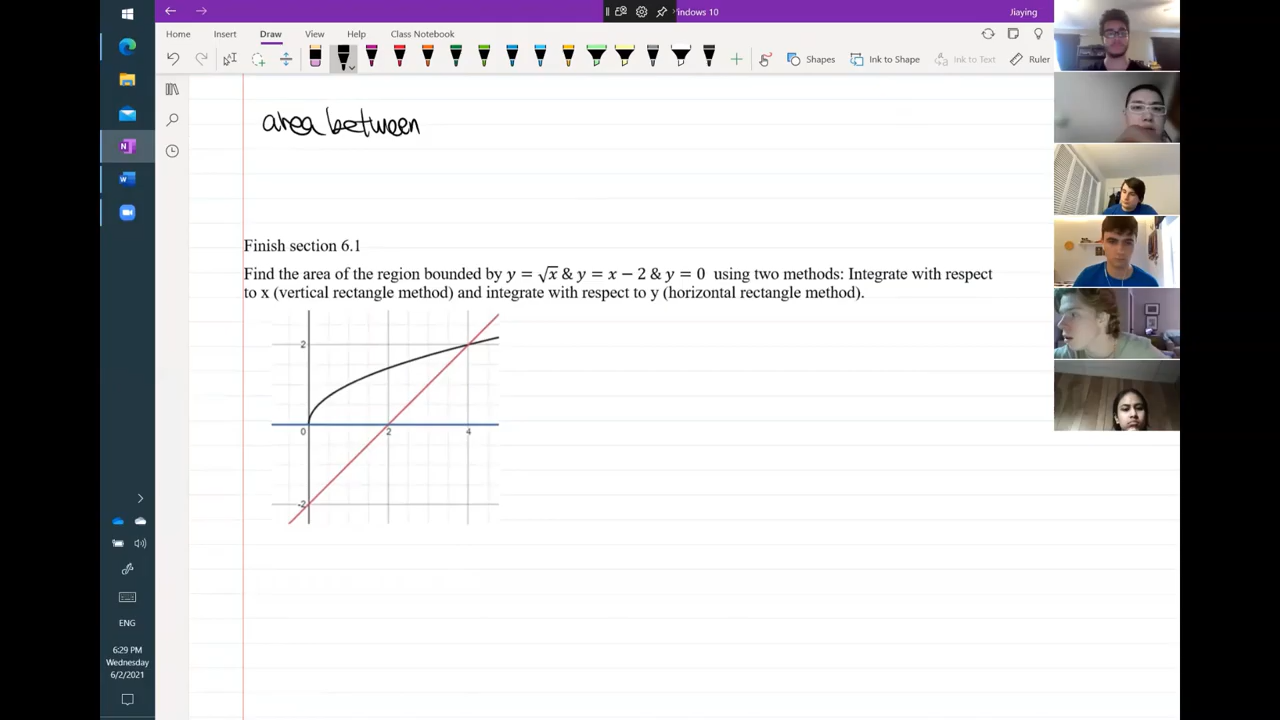 indows 10
Jiaying
Home Insert Draw View Help Class Notebook
Shapes Ink to Shape Ink to Text Ruler
area between
Finish section 6.1
Find the area of the region bounded by y = √x & y = x − 2 & y = 0 using two methods: Integrate with respect
to x (vertical rectangle method) and integrate with respect to y (horizontal rectangle method).
2
0 2 4
-2
ENG
6:29 PM
Wednesday
6/2/2021